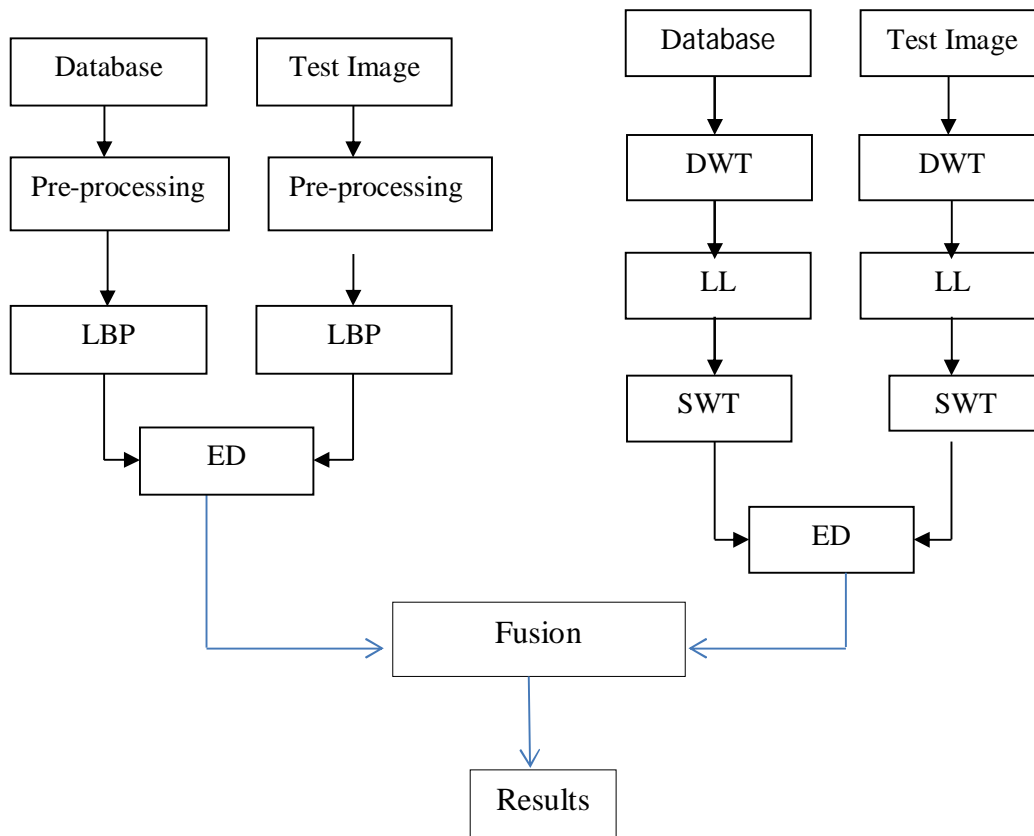 Database
Test Image
Database
Test Image
Pre-processing
Pre-processing
DWT
DWT
LL
LL
LBP
LBP
SWT
SWT
ED
ED
Fusion
Results